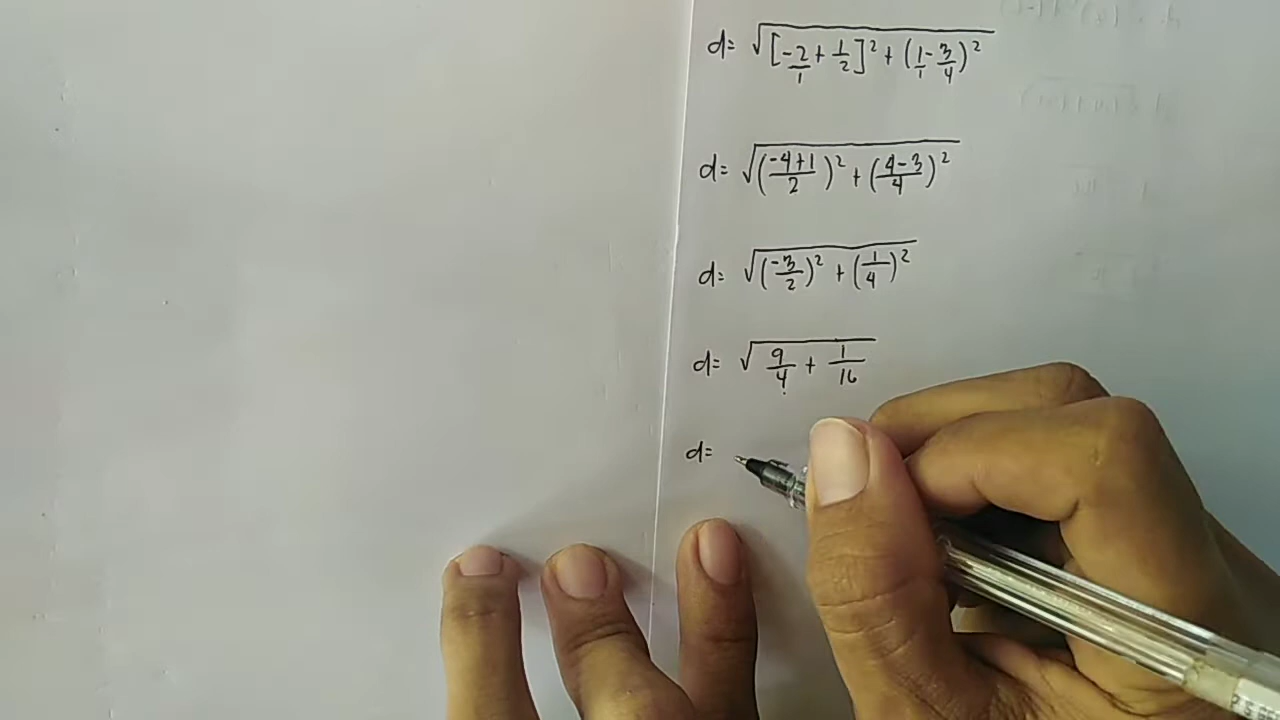 d= √[-2/1 + 1/2]² + (1/1 - 3/4)²
d= √(-4+1/2)² + (4-3/4)²
d= √(-3/2)² + (1/4)²
d= √9/4 + 1/16
d=